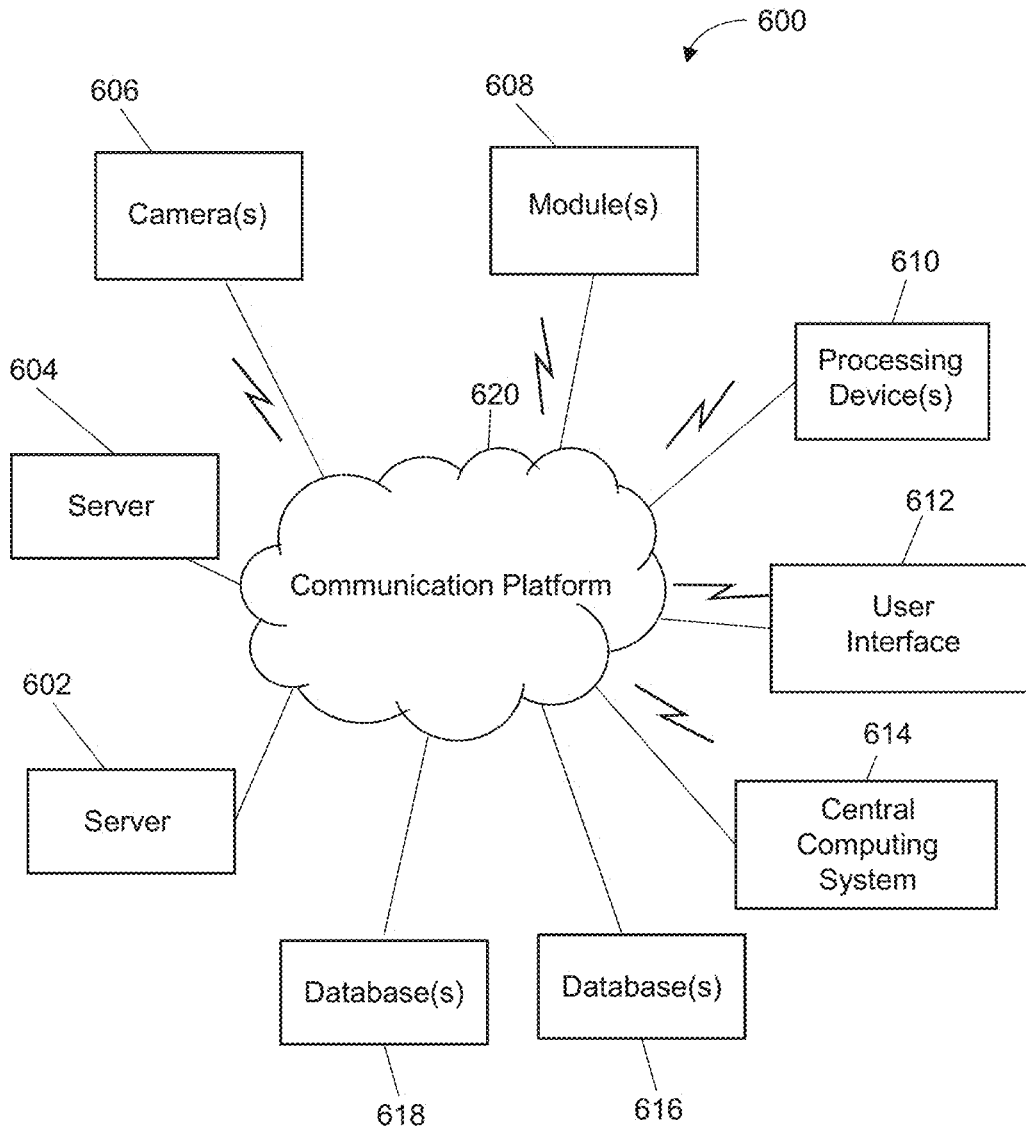 600
606
608
Camera(s)
Module(s)
610
Processing
Device(s)
604
620
Server
612
Communication Platform
User
Interface
602
614
Server
Central
Computing
System
Database(s)
Database(s)
618
616